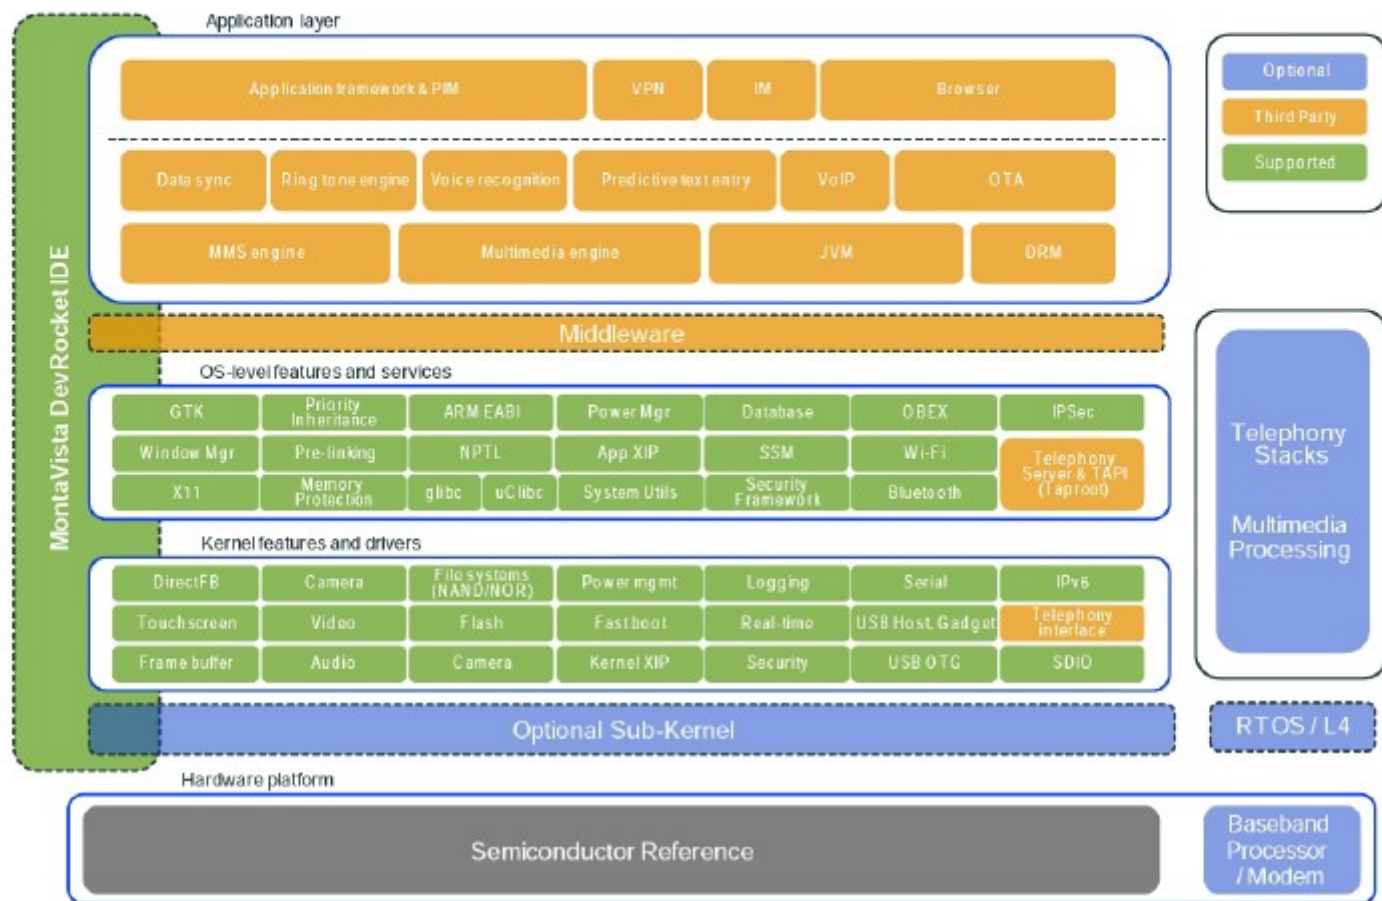 Application layer
Application framework & PIM
VPN
IM
Browser
Data sync
Ring tone engine
Voice recognition
Predictive text entry
VoIP
OTA
MMS engine
Multimedia engine
JVM
DRM
MontaVista DevRocket IDE
Middleware
OS-level features and services
GTK
Priority
Inheritance
ARM EABI
Power Mgr
Database
OBEX
IPSec
Window Mgr
Pre-linking
NPTL
App XIP
SSM
Wi-Fi
Telephony
Server & TAPI
(Taproot)
X11
Memory
Protection
glibc
uClibc
System Utils
Security
Framework
Bluetooth
Kernel features and drivers
DirectFB
Camera
File systems
(NAND/NOR)
Power mgmt
Logging
Serial
IPv6
Touchscreen
Video
Flash
Fastboot
Real-time
USB Host, Gadget
Telephony
interface
Frame buffer
Audio
Camera
Kernel XIP
Security
USB OTG
SDIO
Optional Sub-Kernel
Hardware platform
Semiconductor Reference
Optional
Third Party
Supported
Telephony
Stacks
Multimedia
Processing
RTOS / L4
Baseband
Processor
/ Modem